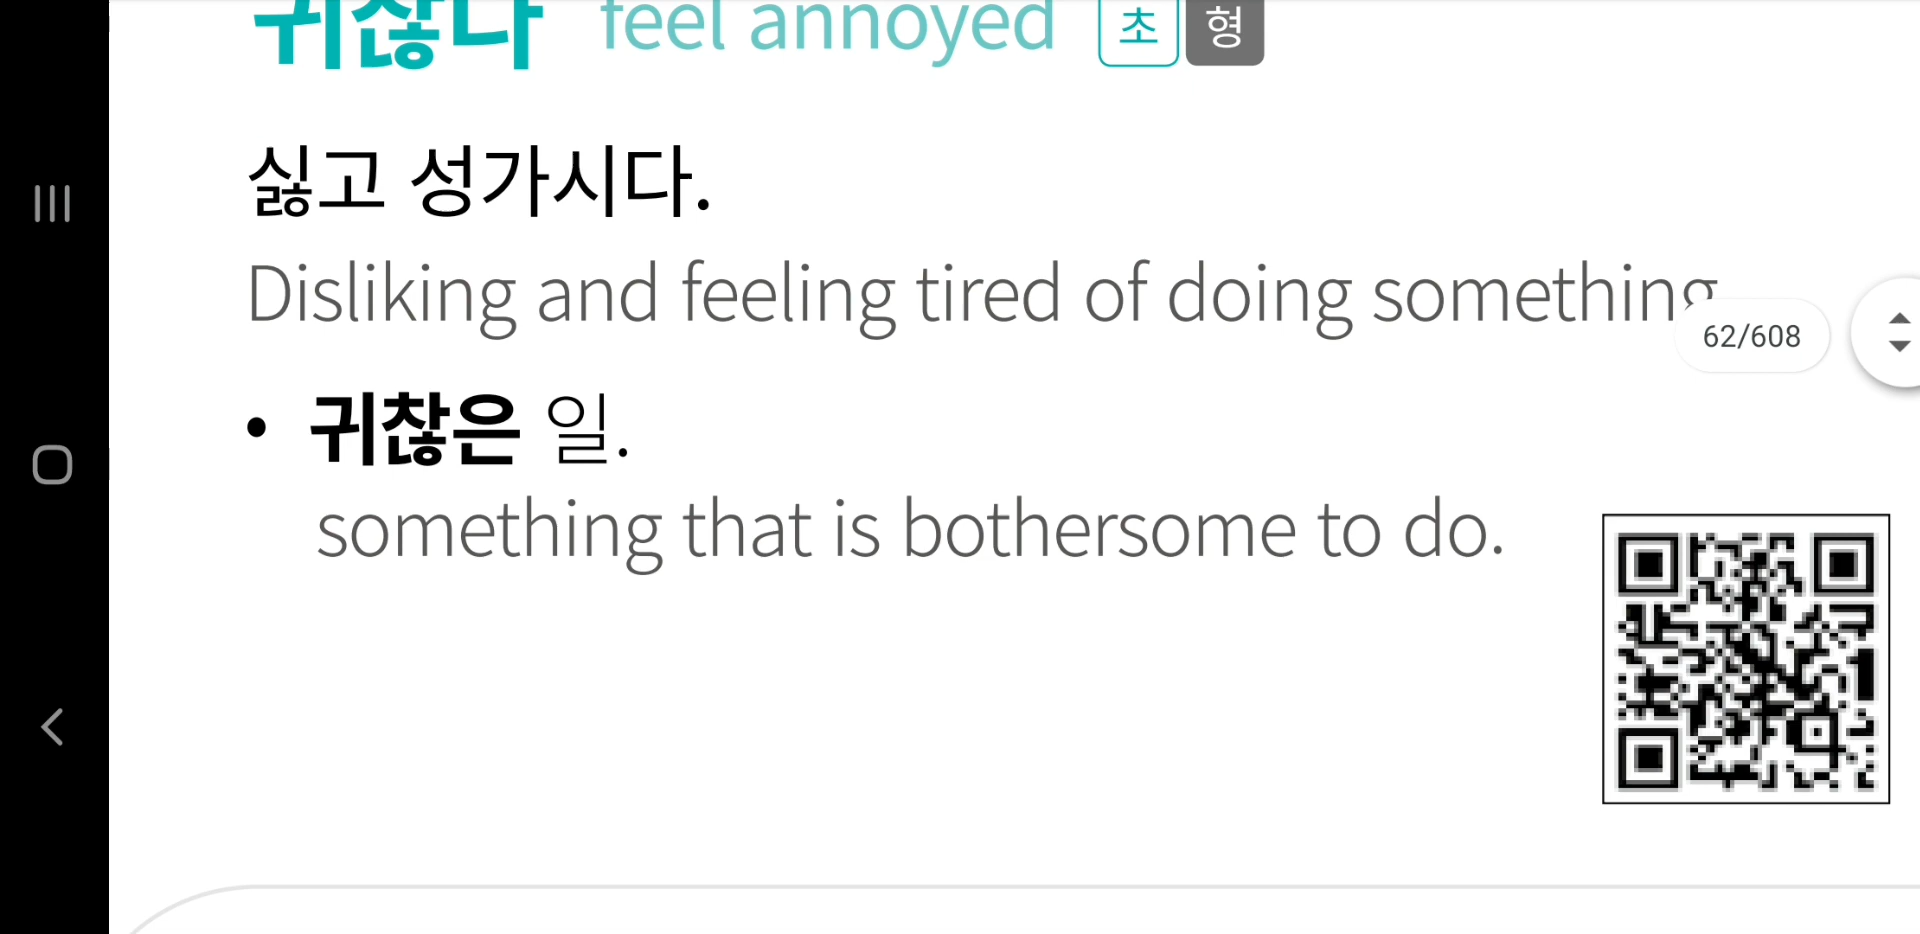 귀찮다 feel annoyed 초 형
싫고 성가시다.
Disliking and feeling tired of doing something
62/608
• 귀찮은 일.
something that is bothersome to do.